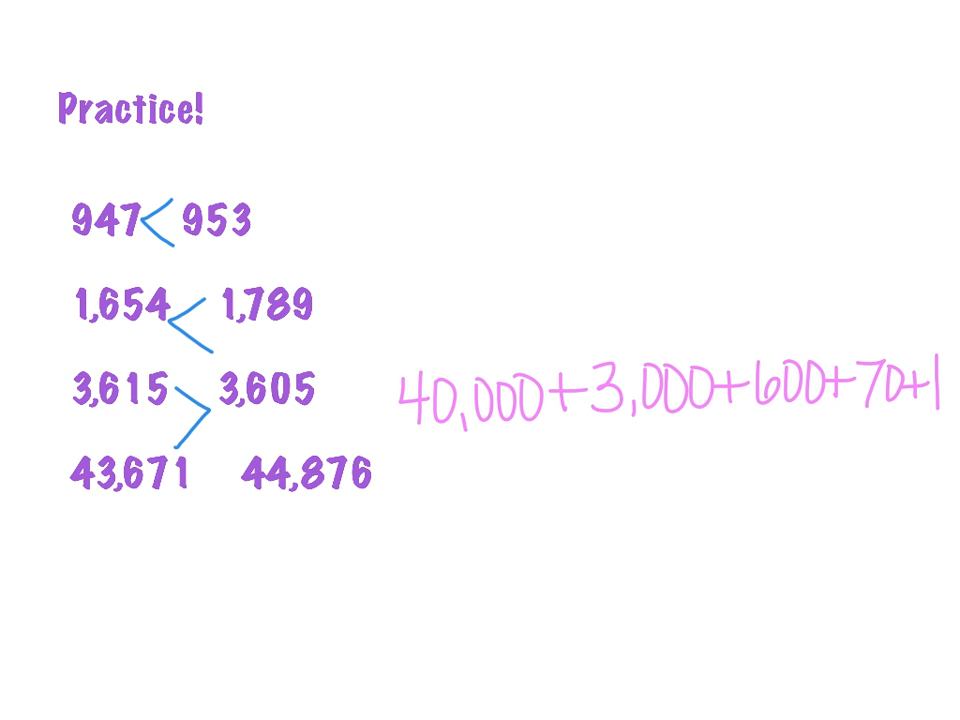 Practice!
947 < 953
1,654 < 1,789
3,615 > 3,605
40,000+3,000+600+70+1
43,671 44,876